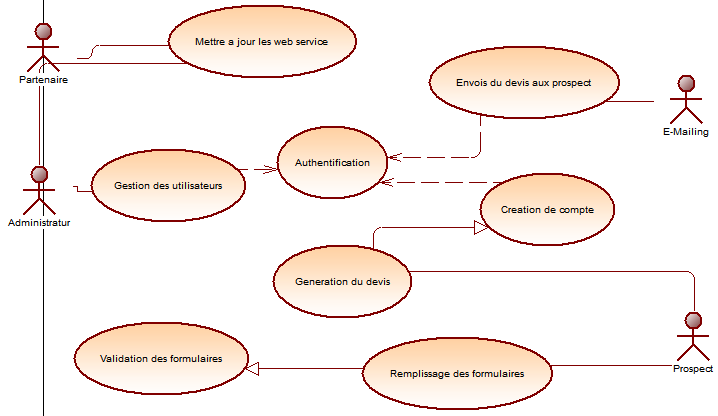 Mettre a jour les web service
Partenaire
Envois du devis aux prospect
E-Mailing
Authentification
Gestion des utilisateurs
Administratur
Creation de compte
Generation du devis
Validation des formulaires
Remplissage des formulaires
Prospect